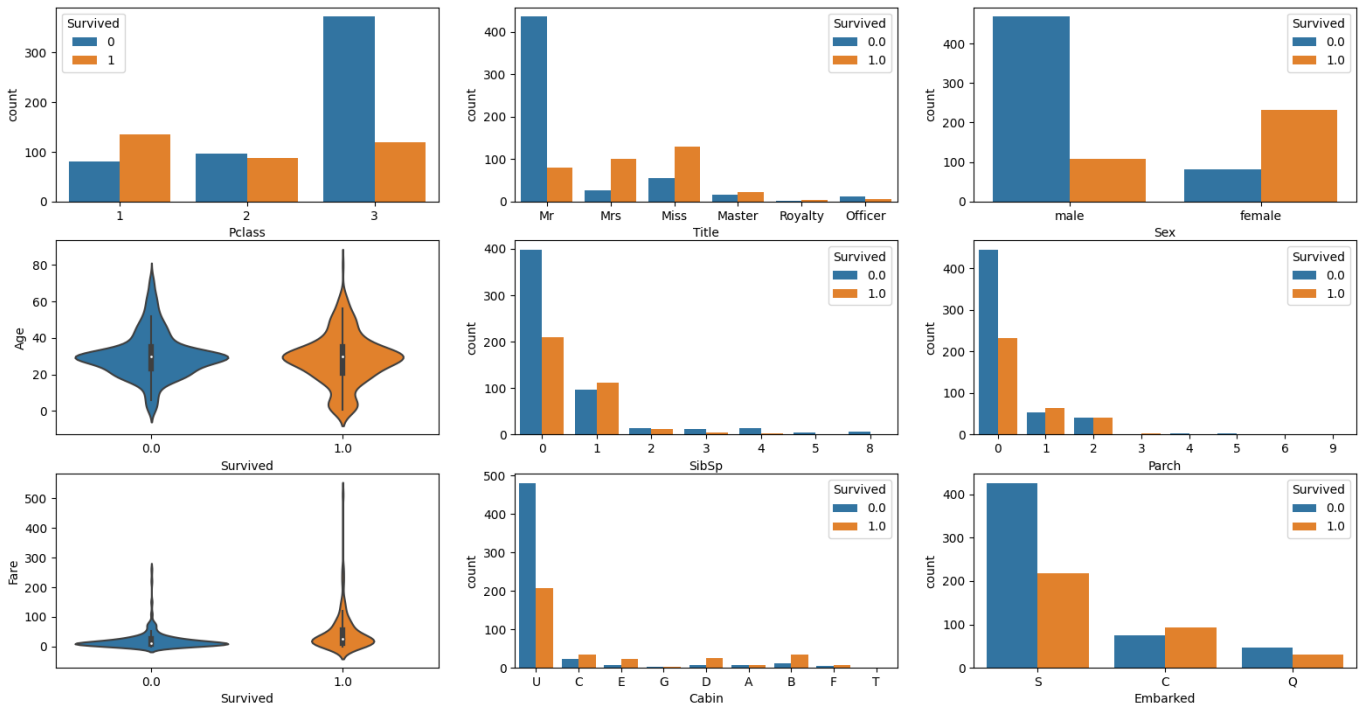 Survived
0
1
300
200
100
0
count
1 2 3
Pclass
Survived
0.0
1.0
400
300
200
100
0
count
Mr Mrs Miss Master Royalty Officer
Title
Survived
0.0
1.0
400
300
200
100
0
count
male female
Sex
80
60
40
20
0
Age
0.0 1.0
Survived
Survived
0.0
1.0
400
300
200
100
0
count
0 1 2 3 4 5 8
SibSp
Survived
0.0
1.0
400
300
200
100
0
count
0 1 2 3 4 5 6 9
Parch
500
400
300
200
100
0
Fare
0.0 1.0
Survived
Survived
0.0
1.0
500
400
300
200
100
0
count
U C E G D A B F T
Cabin
Survived
0.0
1.0
400
300
200
100
0
count
S C Q
Embarked